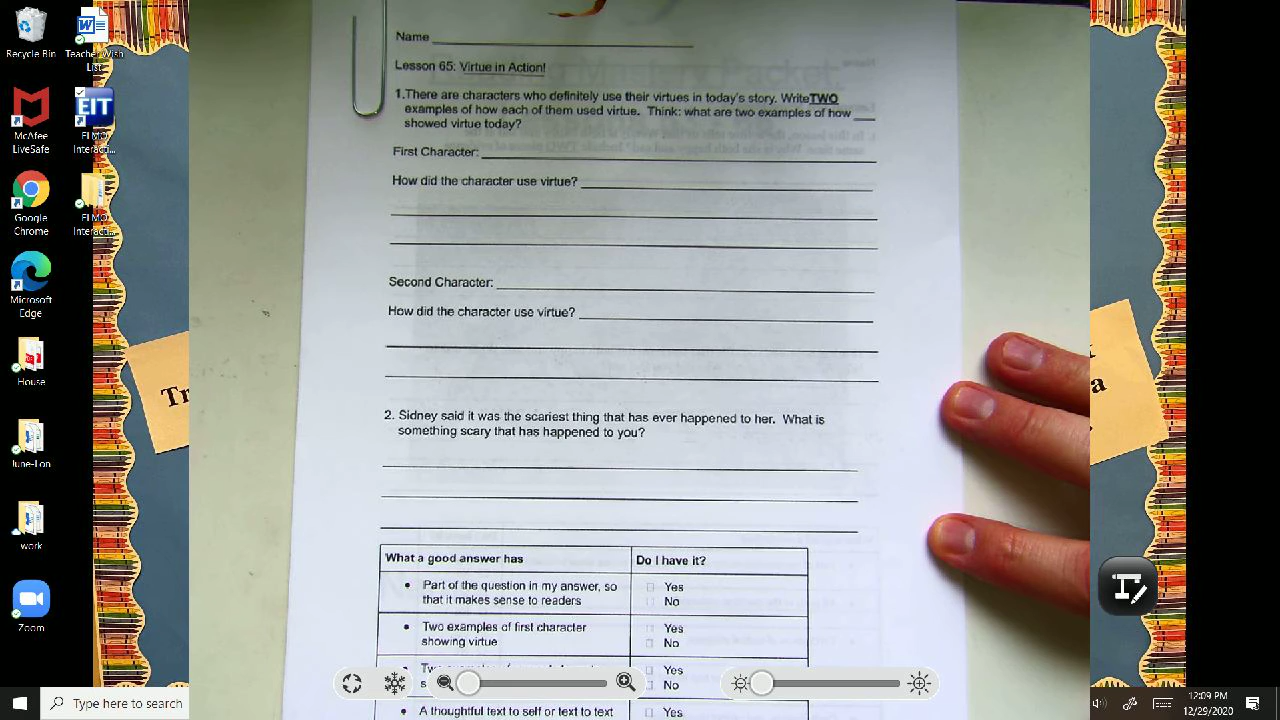 Recycle Bin
Teacher Wish
List
McAfee
LiveSafe
EIT
ELMO
Interacti...
Google
Chrome
ELMO
Interacti...
Microsoft
Edge
House
June-Lon
work
Zoom
Type here to search
Tr
a
Name
Lesson 65: Virtue in Action!
1.There are characters who definitely use their virtues in today's story. Write TWO
examples of how each of them used virtue. Think: what are two examples of how ___
showed virtue today?
First Character:
How did the character use virtue?
Second Character:
How did the character use virtue?
2. Sidney said it was the scariest thing that has ever happened to her. What is
something scary that has happened to you?
What a good answer has
Do I have it?
• Part of the question in my answer, so
that it makes sense to readers
Yes
No
• Two examples of first character
showing virtue
Yes
No
Yes
No
• A thoughtful text to self or text to text
Yes
12:09 PM
12/29/2020